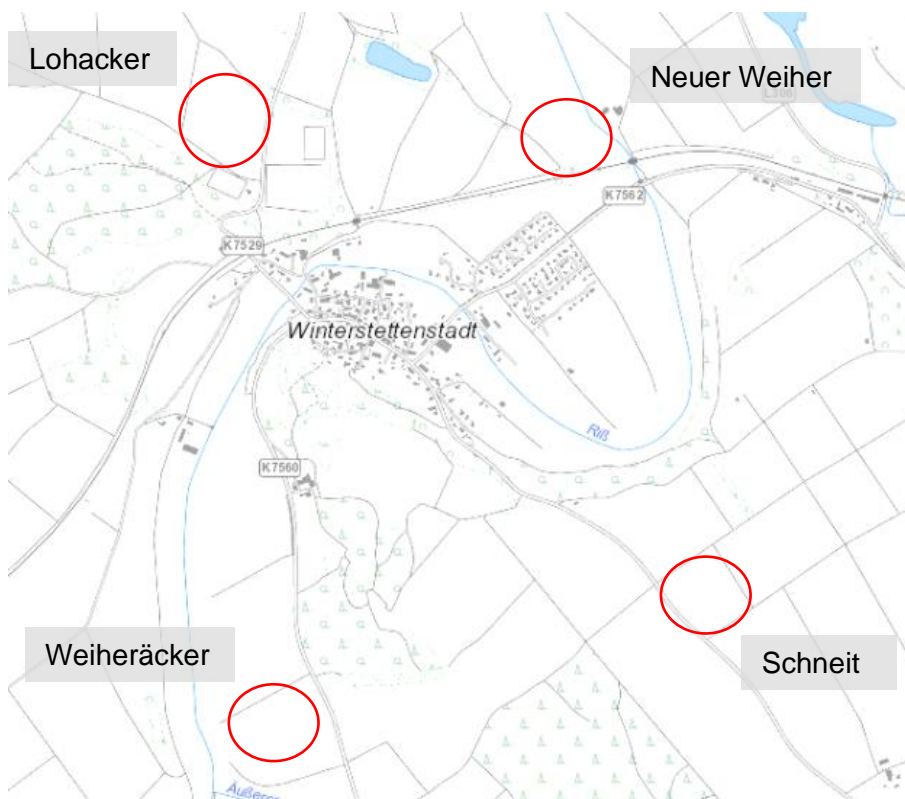 Lohacker
Neuer Weiher
K7562
K7529
Winterstettenstadt
Riß
K7560
Weiheräcker
Schneit